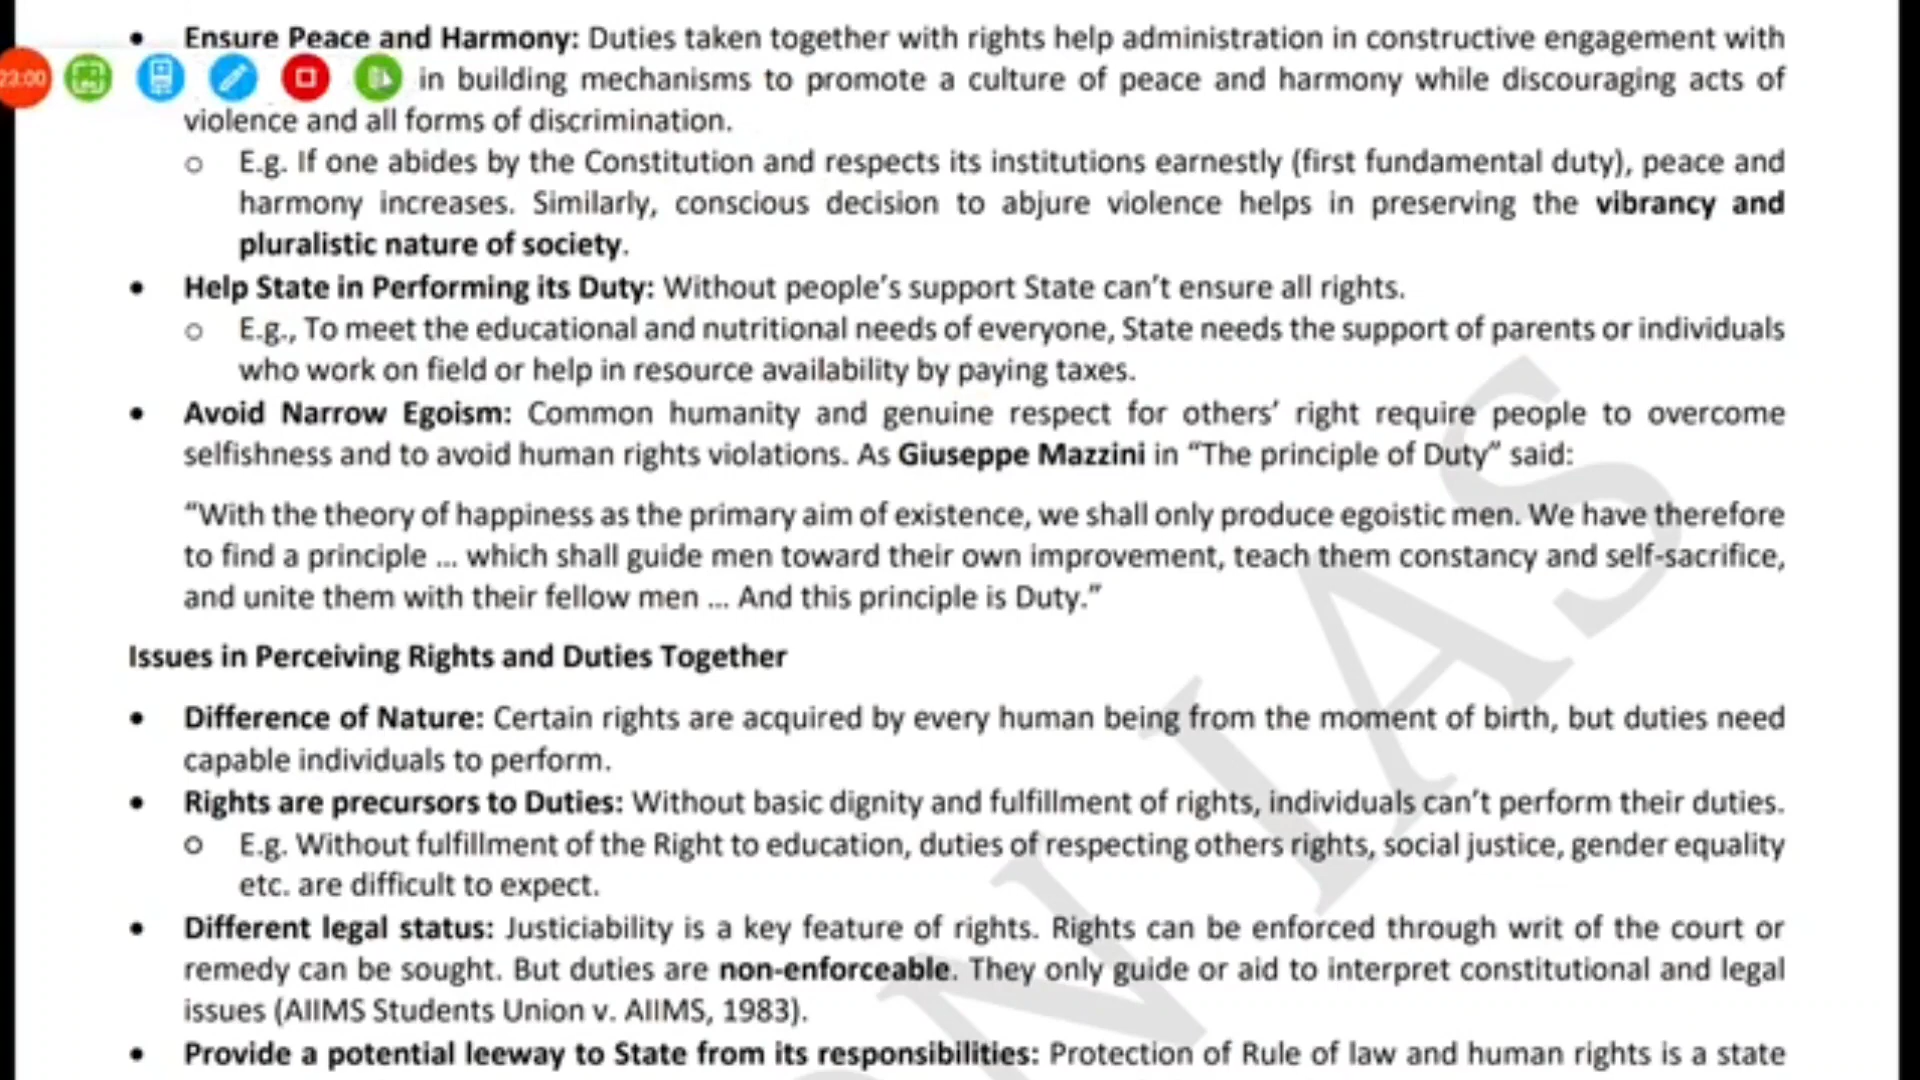 • Ensure Peace and Harmony: Duties taken together with rights help administration in constructive engagement with
23:00
in building mechanisms to promote a culture of peace and harmony while discouraging acts of
violence and all forms of discrimination.
o E.g. If one abides by the Constitution and respects its institutions earnestly (first fundamental duty), peace and
harmony increases. Similarly, conscious decision to abjure violence helps in preserving the vibrancy and
pluralistic nature of society.
• Help State in Performing its Duty: Without people's support State can't ensure all rights.
o E.g., To meet the educational and nutritional needs of everyone, State needs the support of parents or individuals
who work on field or help in resource availability by paying taxes.
• Avoid Narrow Egoism: Common humanity and genuine respect for others' right require people to overcome
selfishness and to avoid human rights violations. As Giuseppe Mazzini in "The principle of Duty" said:
"With the theory of happiness as the primary aim of existence, we shall only produce egoistic men. We have therefore
to find a principle ... which shall guide men toward their own improvement, teach them constancy and self-sacrifice,
and unite them with their fellow men ... And this principle is Duty."
Issues in Perceiving Rights and Duties Together
• Difference of Nature: Certain rights are acquired by every human being from the moment of birth, but duties need
capable individuals to perform.
• Rights are precursors to Duties: Without basic dignity and fulfillment of rights, individuals can't perform their duties.
o E.g. Without fulfillment of the Right to education, duties of respecting others rights, social justice, gender equality
etc. are difficult to expect.
• Different legal status: Justiciability is a key feature of rights. Rights can be enforced through writ of the court or
remedy can be sought. But duties are non-enforceable. They only guide or aid to interpret constitutional and legal
issues (AIIMS Students Union v. AIIMS, 1983).
• Provide a potential leeway to State from its responsibilities: Protection of Rule of law and human rights is a state
N IAS